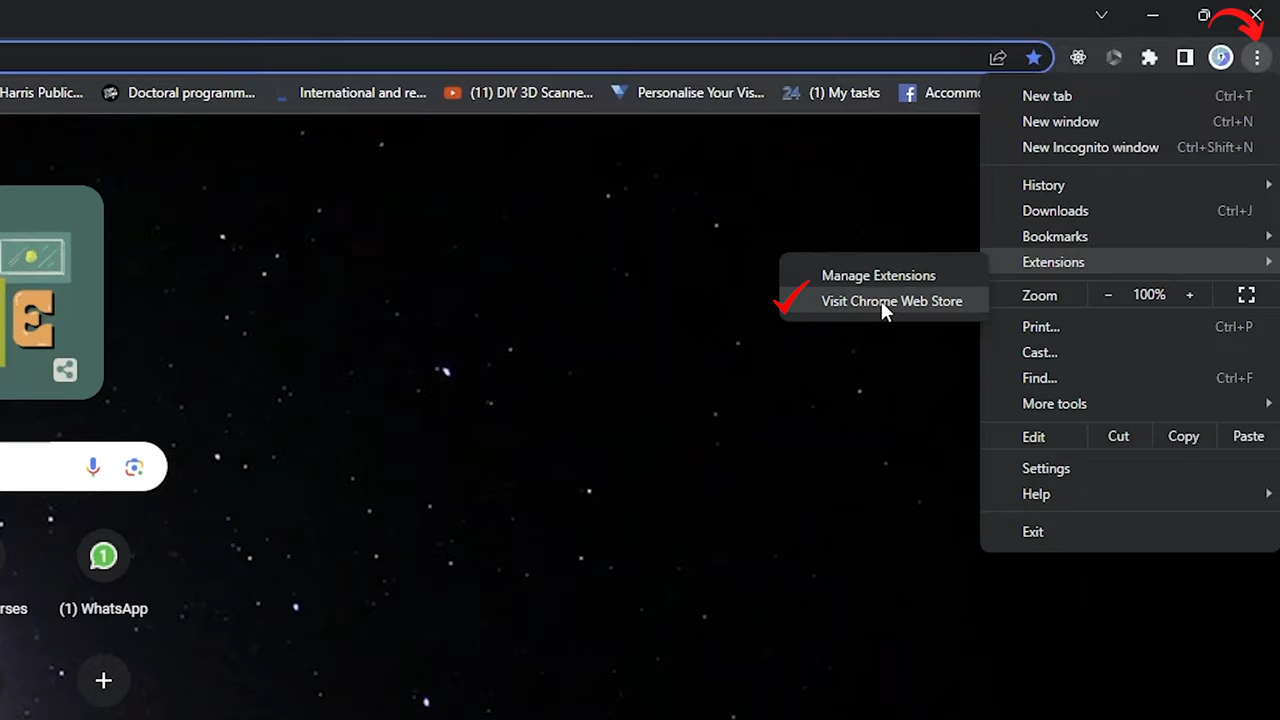 Harris Public...
Doctoral programm...
International and re...
(11) DIY 3D Scanne...
Personalise Your Vis...
24 (1) My tasks
f Accommo
New tab Ctrl+T
New window Ctrl+N
New Incognito window Ctrl+Shift+N
History
Downloads Ctrl+J
Bookmarks
Extensions
Manage Extensions
Visit Chrome Web Store
Zoom − 100% +
Print... Ctrl+P
Cast...
Find... Ctrl+F
More tools
Edit Cut Copy Paste
Settings
Help
Exit
E
1
rses
(1) WhatsApp